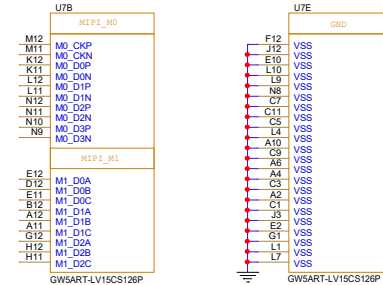 U7B
MIPI_M0
M12 M0_CKP
M11 M0_CKN
K12 M0_D0P
K11 M0_D0N
L12 M0_D1P
L11 M0_D1N
N12 M0_D2P
N11 M0_D2N
N10 M0_D3P
N9 M0_D3N
MIPI_M1
E12 M1_D0A
D12 M1_D0B
E11 M1_D0C
B12 M1_D1A
A12 M1_D1B
A11 M1_D1C
G12 M1_D2A
H12 M1_D2B
H11 M1_D2C
GW5ART-LV15CS126P
U7E
GND
F12 VSS
J12 VSS
E10 VSS
L10 VSS
L9 VSS
N8 VSS
C7 VSS
C11 VSS
C5 VSS
L4 VSS
A10 VSS
C9 VSS
A6 VSS
A4 VSS
C3 VSS
A2 VSS
C1 VSS
J3 VSS
E2 VSS
G1 VSS
L1 VSS
L7 VSS
GW5ART-LV15CS126P